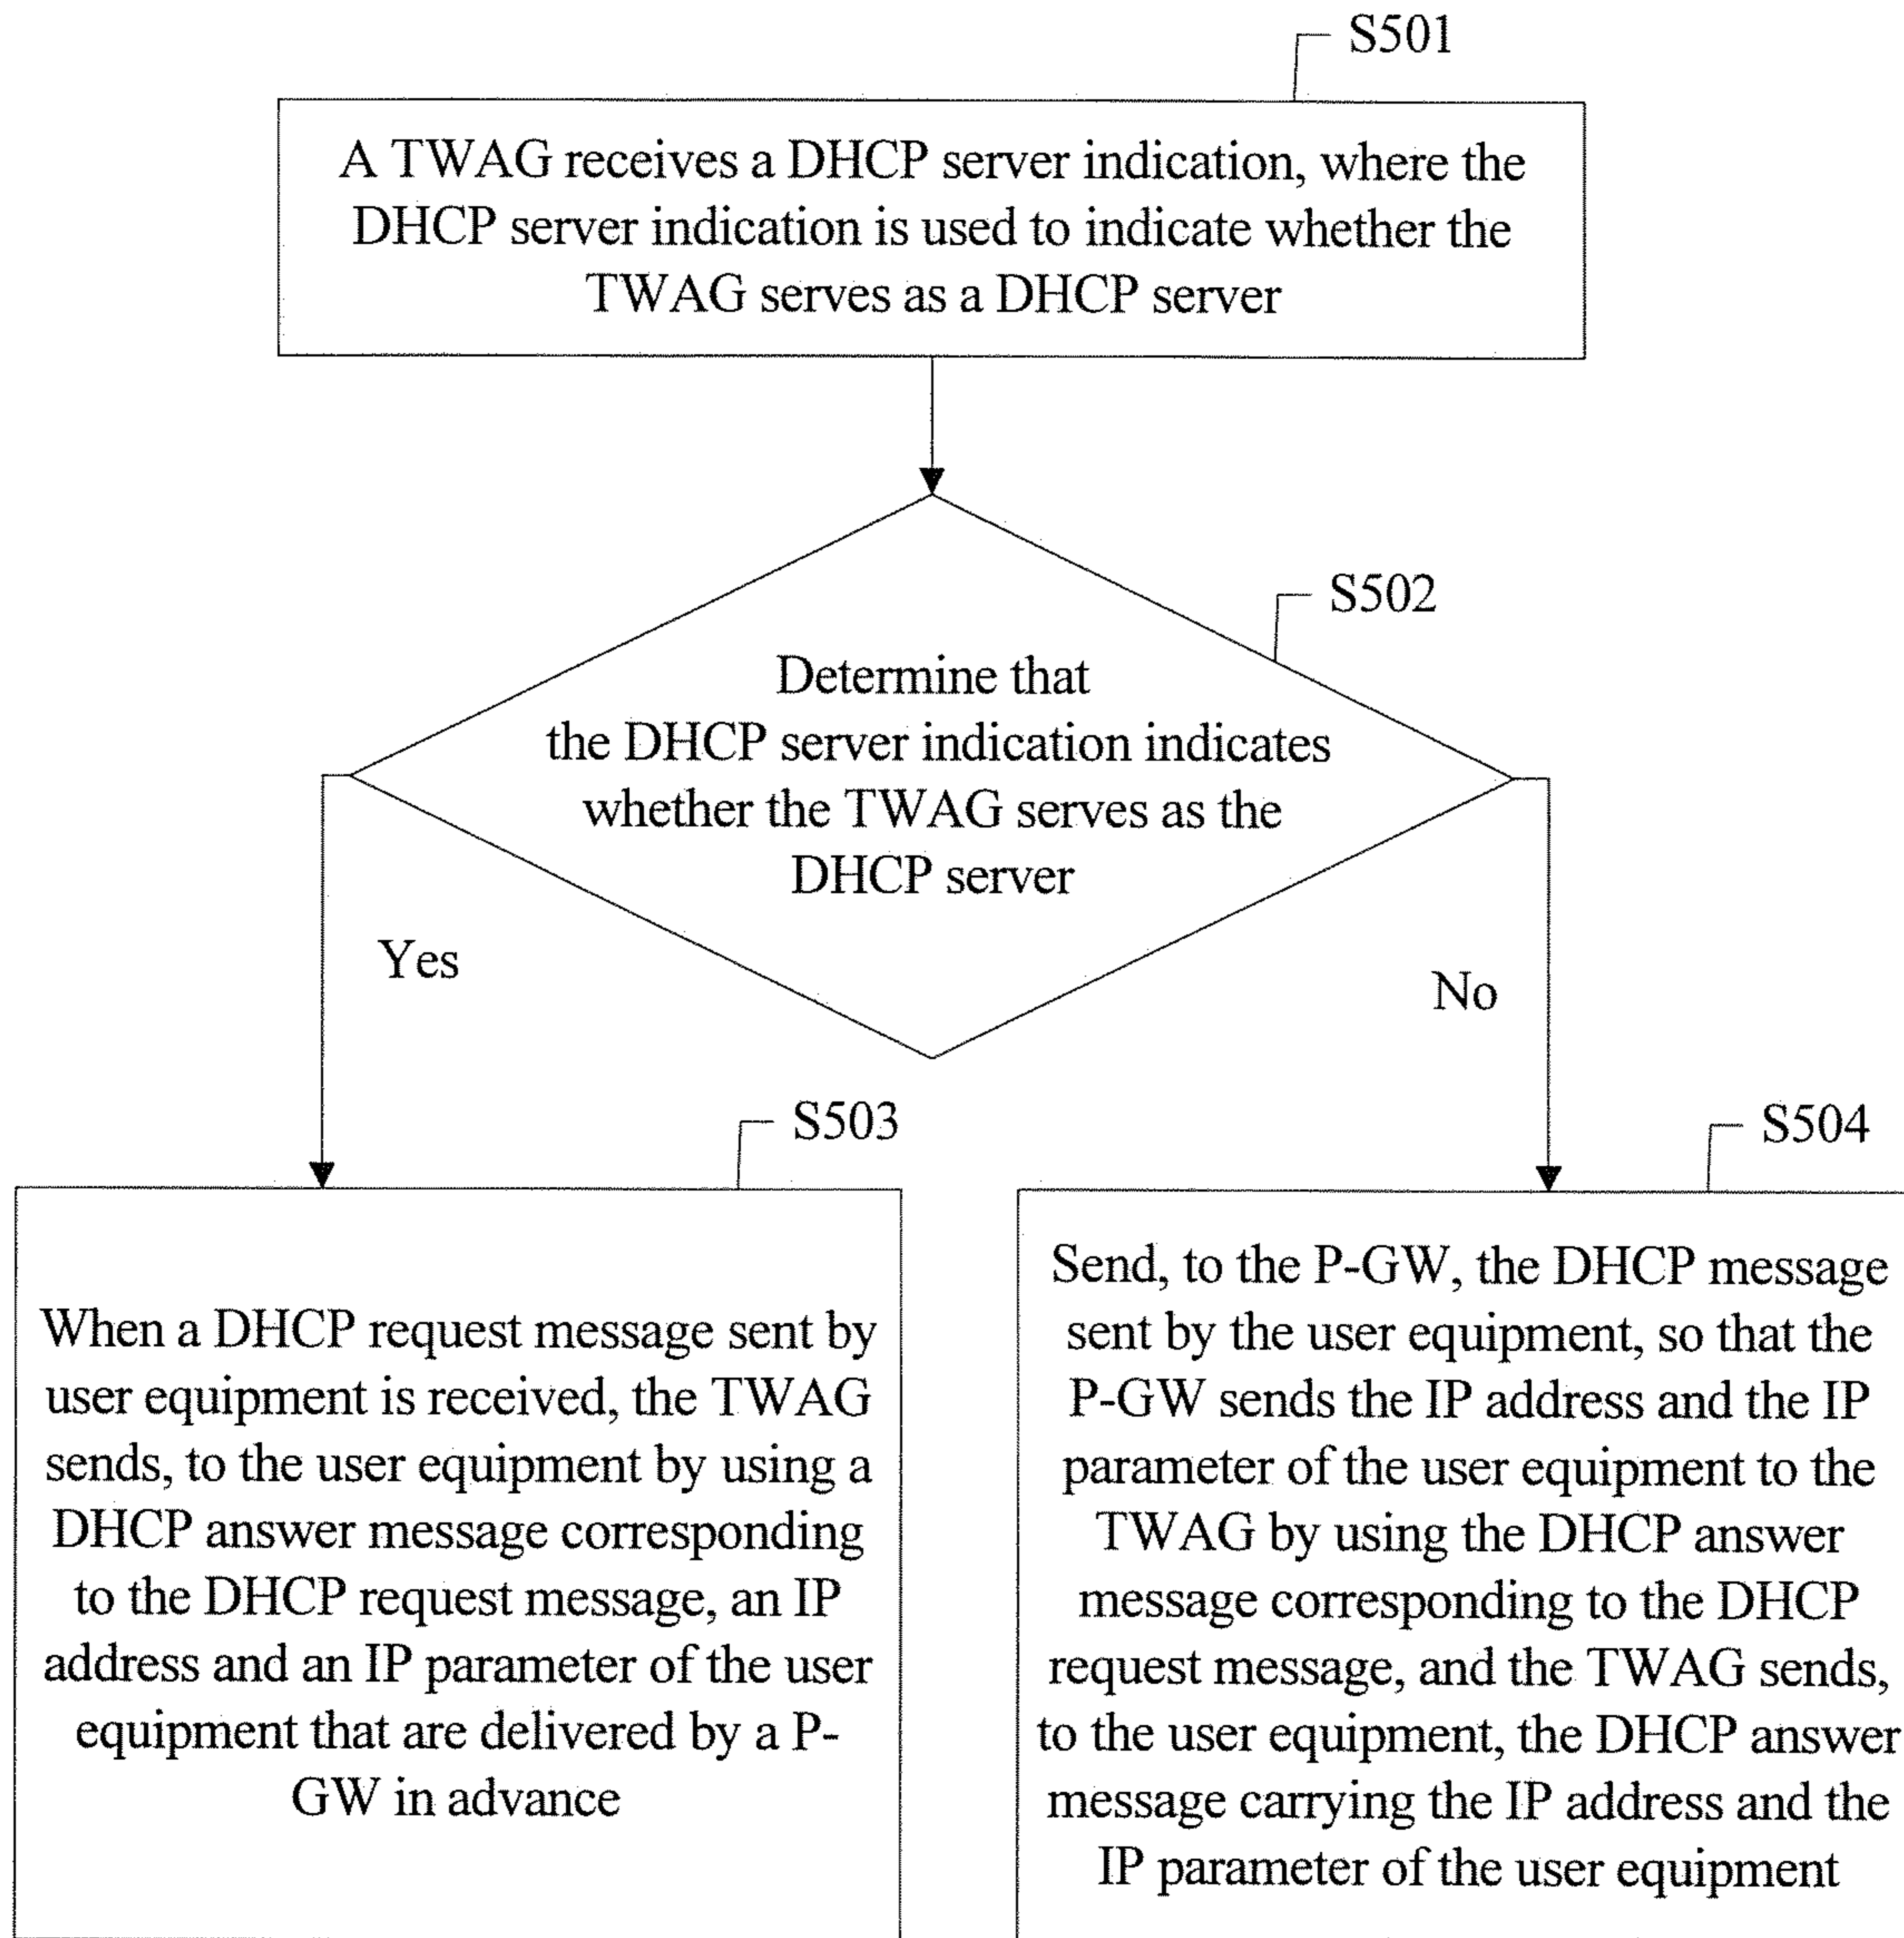 S501
A TWAG receives a DHCP server indication, where the
DHCP server indication is used to indicate whether the
TWAG serves as a DHCP server
S502
Determine that
the DHCP server indication indicates
whether the TWAG serves as the
DHCP server
Yes
No
S503
When a DHCP request message sent by
user equipment is received, the TWAG
sends, to the user equipment by using a
DHCP answer message corresponding
to the DHCP request message, an IP
address and an IP parameter of the user
equipment that are delivered by a P-
GW in advance
S504
Send, to the P-GW, the DHCP message
sent by the user equipment, so that the
P-GW sends the IP address and the IP
parameter of the user equipment to the
TWAG by using the DHCP answer
message corresponding to the DHCP
request message, and the TWAG sends,
to the user equipment, the DHCP answer
message carrying the IP address and the
IP parameter of the user equipment